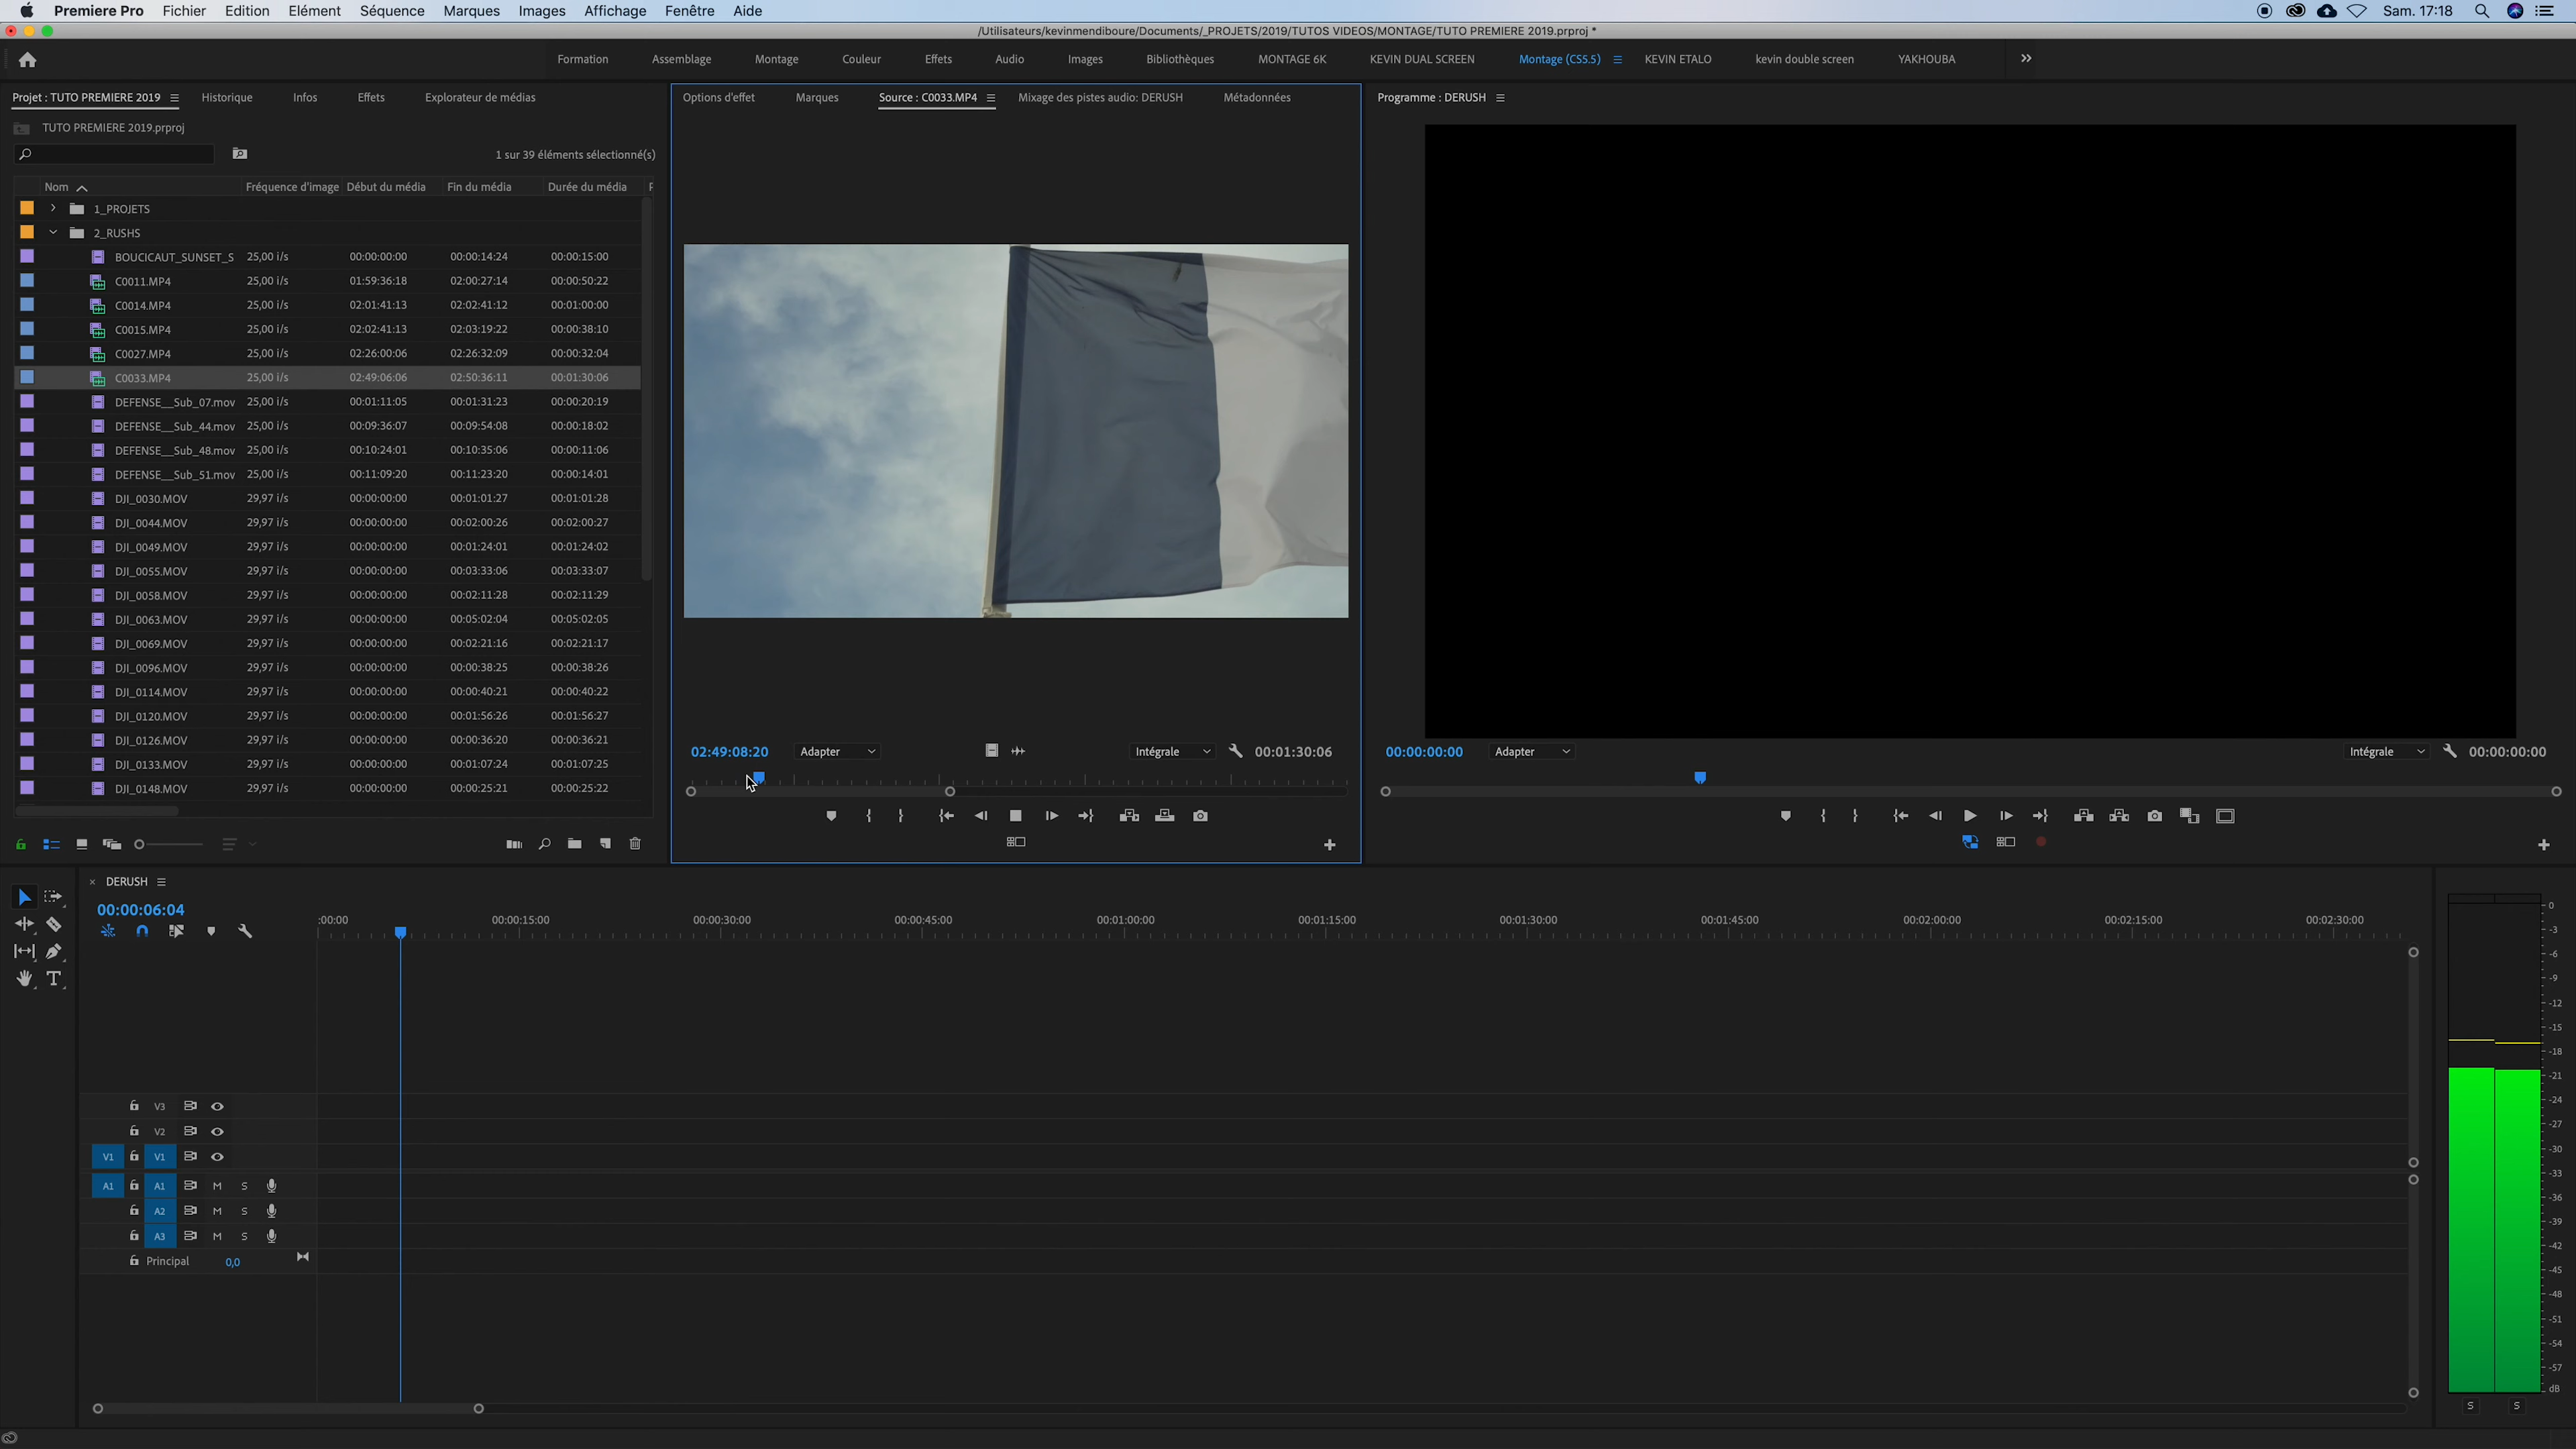 Premiere Pro Fichier Edition Elément Séquence Marques Images Affichage Fenêtre Aide Sam. 17:18
/Utilisateurs/kevinmendiboure/Documents/_PROJETS/2019/TUTOS VIDEOS/MONTAGE/TUTO PREMIERE 2019.prproj *
Formation Assemblage Montage Couleur Effets Audio Images Bibliothèques MONTAGE 6K KEVIN DUAL SCREEN Montage (CS5.5) KEVIN ETALO kevin double screen YAKHOUBA
Projet : TUTO PREMIERE 2019 Historique Infos Effets Explorateur de médias
TUTO PREMIERE 2019.prproj
1 sur 39 éléments sélectionné(s)
Nom Fréquence d'image Début du média Fin du média Durée du média
1_PROJETS
2_RUSHS
BOUCICAUT_SUNSET_S 25,00 i/s 00:00:00:00 00:00:14:24 00:00:15:00
C0011.MP4 25,00 i/s 01:59:36:18 02:00:27:14 00:00:50:22
C0014.MP4 25,00 i/s 02:01:41:13 02:02:41:12 00:01:00:00
C0015.MP4 25,00 i/s 02:02:41:13 02:03:19:22 00:00:38:10
C0027.MP4 25,00 i/s 02:26:00:06 02:26:32:09 00:00:32:04
C0033.MP4 25,00 i/s 02:49:06:06 02:50:36:11 00:01:30:06
DEFENSE__Sub_07.mov 25,00 i/s 00:01:11:05 00:01:31:23 00:00:20:19
DEFENSE__Sub_44.mov 25,00 i/s 00:09:36:07 00:09:54:08 00:00:18:02
DEFENSE__Sub_48.mov 25,00 i/s 00:10:24:01 00:10:35:06 00:00:11:06
DEFENSE__Sub_51.mov 25,00 i/s 00:11:09:20 00:11:23:20 00:00:14:01
DJI_0030.MOV 29,97 i/s 00:00:00:00 00:01:01:27 00:01:01:28
DJI_0044.MOV 29,97 i/s 00:00:00:00 00:02:00:26 00:02:00:27
DJI_0049.MOV 29,97 i/s 00:00:00:00 00:01:24:01 00:01:24:02
DJI_0055.MOV 29,97 i/s 00:00:00:00 00:03:33:06 00:03:33:07
DJI_0058.MOV 29,97 i/s 00:00:00:00 00:02:11:28 00:02:11:29
DJI_0063.MOV 29,97 i/s 00:00:00:00 00:05:02:04 00:05:02:05
DJI_0069.MOV 29,97 i/s 00:00:00:00 00:02:21:16 00:02:21:17
DJI_0096.MOV 29,97 i/s 00:00:00:00 00:00:38:25 00:00:38:26
DJI_0114.MOV 29,97 i/s 00:00:00:00 00:00:40:21 00:00:40:22
DJI_0120.MOV 29,97 i/s 00:00:00:00 00:01:56:26 00:01:56:27
DJI_0126.MOV 29,97 i/s 00:00:00:00 00:00:36:20 00:00:36:21
DJI_0133.MOV 29,97 i/s 00:00:00:00 00:01:07:24 00:01:07:25
DJI_0148.MOV 29,97 i/s 00:00:00:00 00:00:25:21 00:00:25:22
Options d'effet Marques Source : C0033.MP4 Mixage des pistes audio: DERUSH Métadonnées
02:49:08:20 Adapter Intégrale 00:01:30:06
Programme : DERUSH
00:00:00:00 Adapter Intégrale 00:00:00:00
× DERUSH
00:00:06:04
:00:00 00:00:15:00 00:00:30:00 00:00:45:00 00:01:00:00 00:01:15:00 00:01:30:00 00:01:45:00 00:02:00:00 00:02:15:00 00:02:30:00
V3
V2
V1 V1
A1 A1 M S
A2 M S
A3 M S
Principal 0,0
0
-3
-6
-9
-12
-15
-18
-21
-24
-27
-30
-33
-36
-39
-42
-45
-48
-51
-54
-57
dB
S S